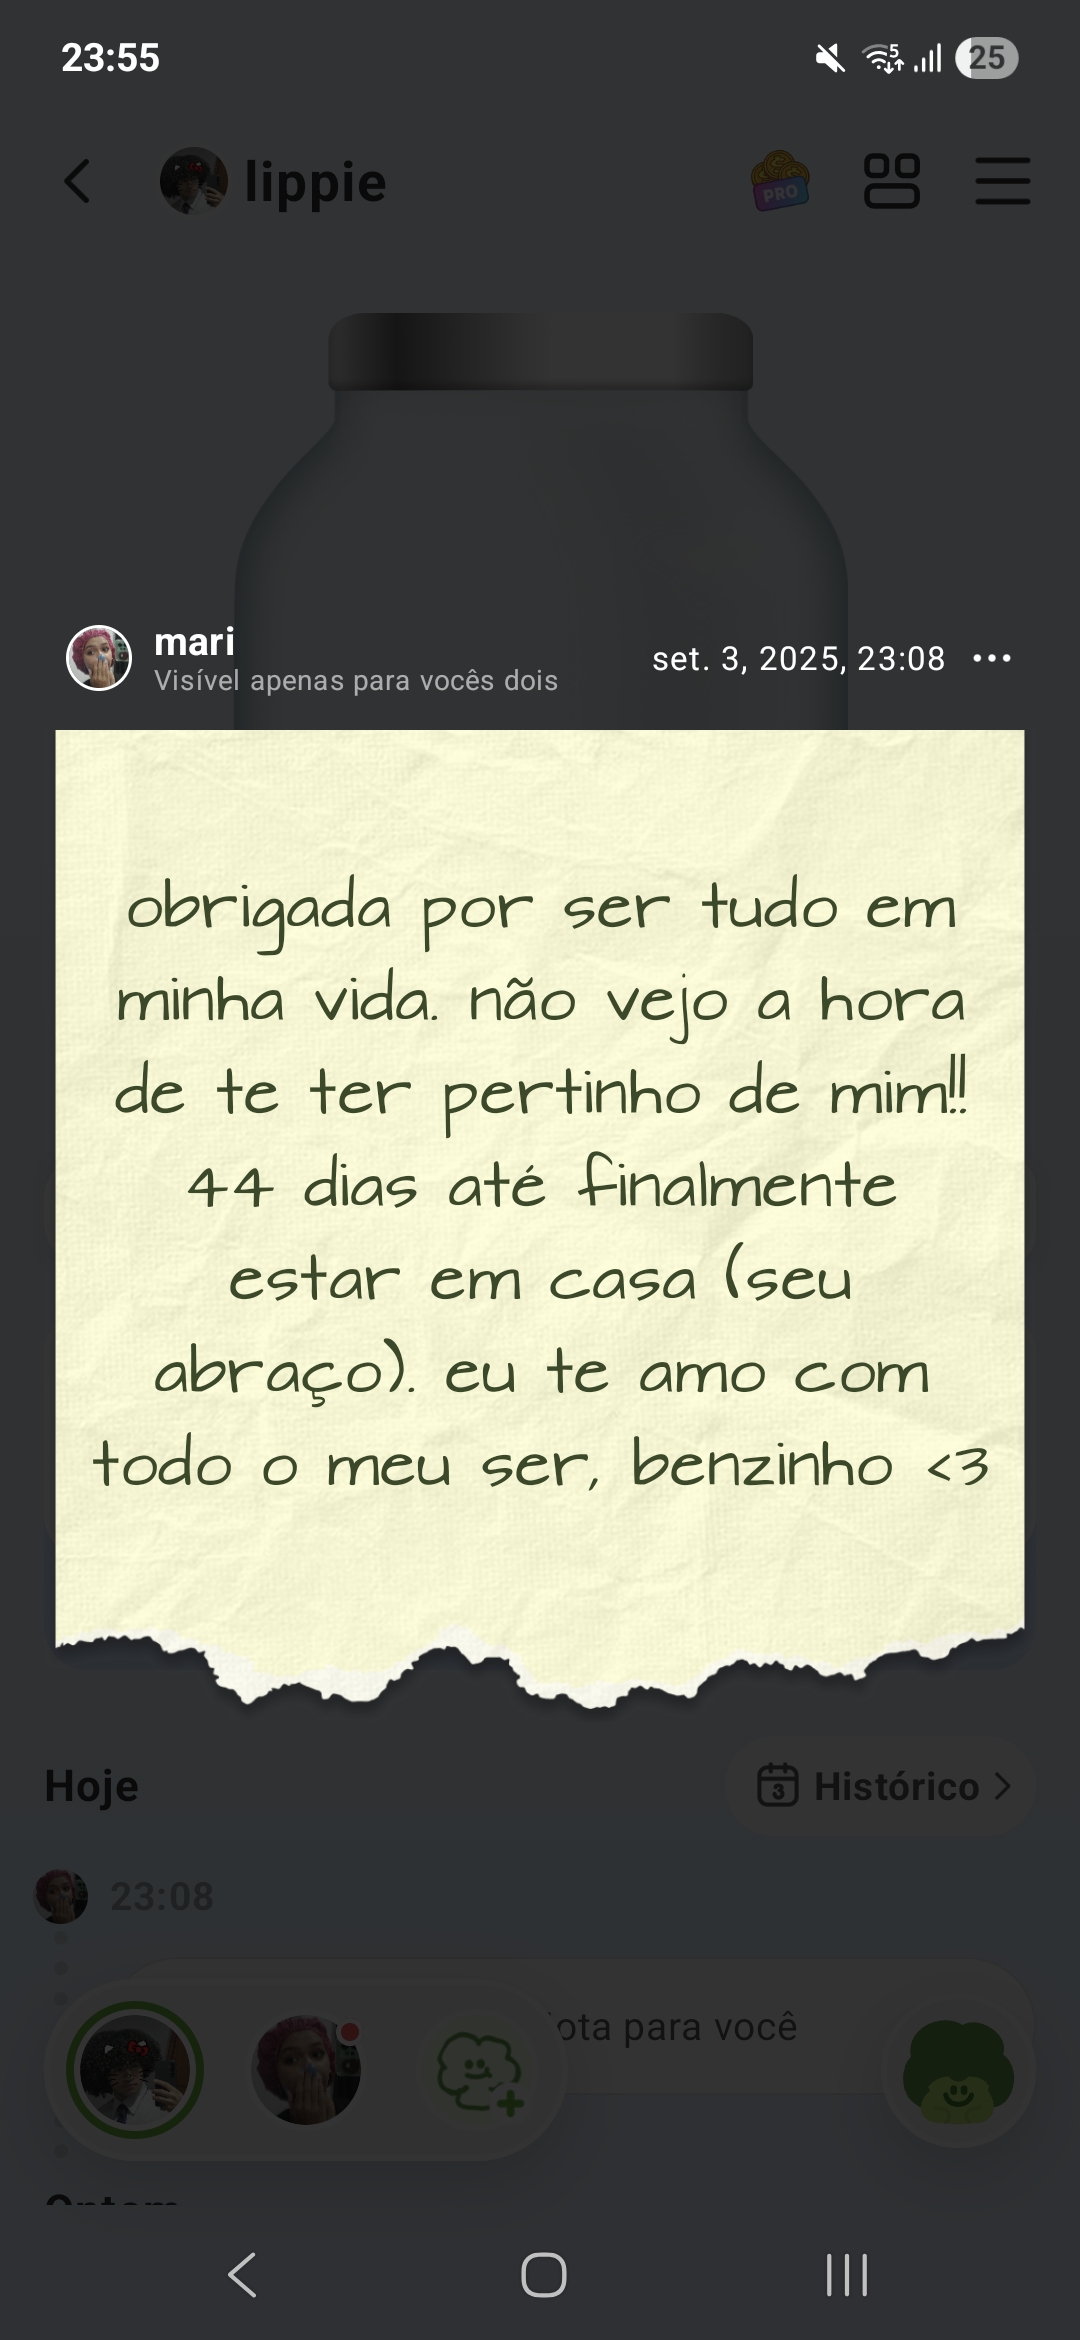 23:55
5
25
lippie
PRO
mari
Visível apenas para vocês dois
set. 3, 2025, 23:08
obrigada por ser tudo em
minha vida. não vejo a hora
de te ter pertinho de mim!!
44 dias até finalmente
estar em casa (seu
abraço). eu te amo com
todo o meu ser, benzinho <3
Hoje
3
Histórico
23:08
para você